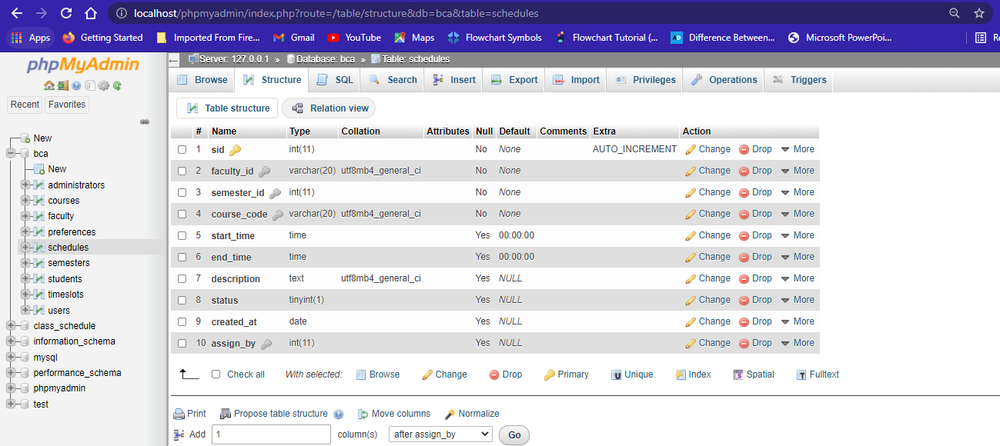 localhost/phpmyadmin/index.php?route=/table/structure&db=bca&table=schedules
Apps Getting Started Imported From Fire... Gmail YouTube Maps Flowchart Symbols Flowchart Tutorial (... Difference Between... Microsoft PowerPoi...
phpMyAdmin
Recent Favorites
New
bca
New
administrators
courses
faculty
preferences
schedules
semesters
students
timeslots
users
class_schedule
information_schema
mysql
performance_schema
phpmyadmin
test
Server: 127.0.0.1 » Database: bca » Table: schedules
Browse Structure SQL Search Insert Export Import Privileges Operations Triggers
Table structure Relation view
# Name Type Collation Attributes Null Default Comments Extra Action
1 sid int(11) No None AUTO_INCREMENT Change Drop More
2 faculty_id varchar(20) utf8mb4_general_ci No None Change Drop More
3 semester_id int(11) No None Change Drop More
4 course_code varchar(20) utf8mb4_general_ci No None Change Drop More
5 start_time time Yes 00:00:00 Change Drop More
6 end_time time Yes 00:00:00 Change Drop More
7 description text utf8mb4_general_ci Yes NULL Change Drop More
8 status tinyint(1) Yes NULL Change Drop More
9 created_at date Yes NULL Change Drop More
10 assign_by int(11) Yes NULL Change Drop More
Check all With selected: Browse Change Drop Primary Unique Index Spatial Fulltext
Print Propose table structure Move columns Normalize
Add 1 column(s) after assign_by Go